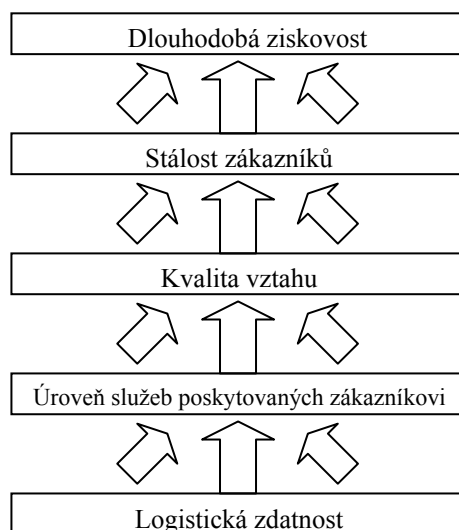 Dlouhodobá ziskovost
Stálost zákazníků
Kvalita vztahu
Úroveň služeb poskytovaných zákazníkovi
Logistická zdatnost